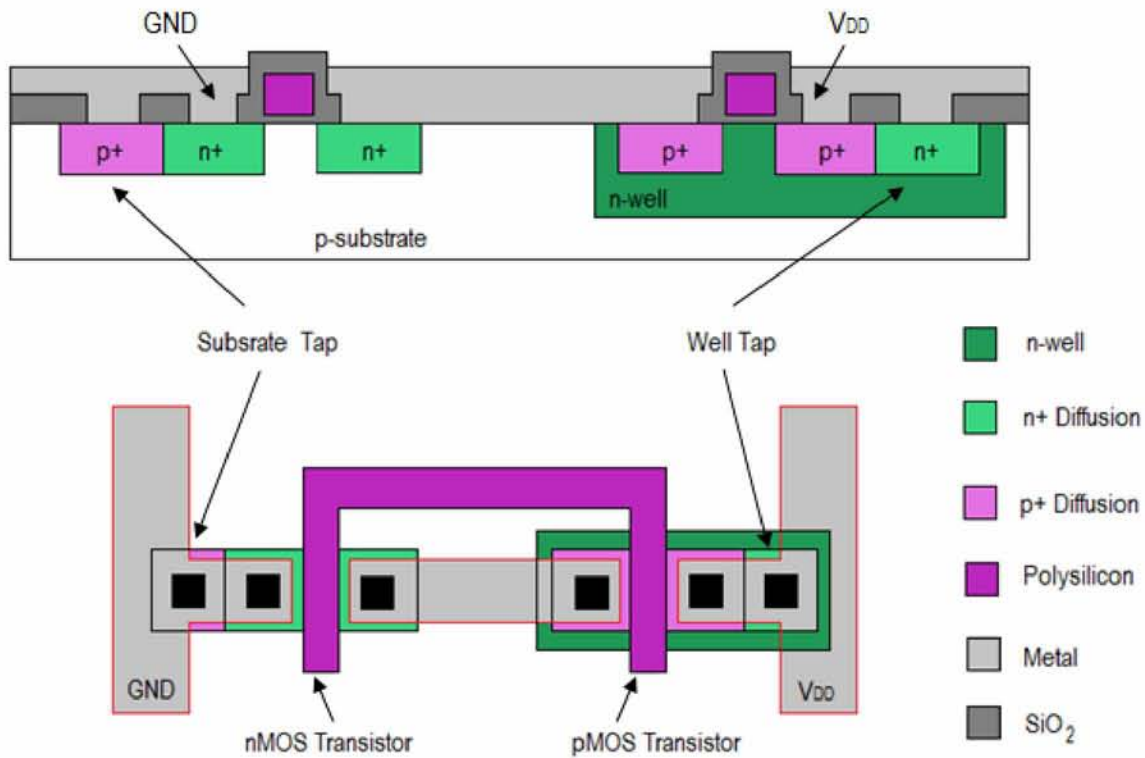 GND
VDD
p+
n+
n+
p+
p+
n+
n-well
p-substrate
Subsrate Tap
Well Tap
n-well
n+ Diffusion
p+ Diffusion
Polysilicon
Metal
SiO2
GND
VDD
nMOS Transistor
pMOS Transistor